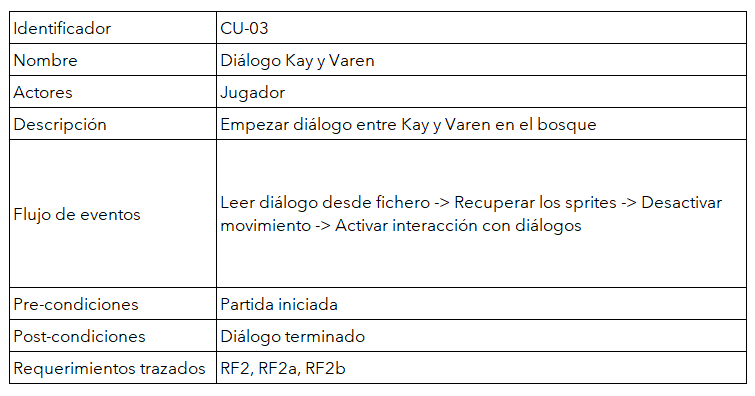 Identificador CU-03
Nombre Diálogo Kay y Varen
Actores Jugador
Descripción Empezar diálogo entre Kay y Varen en el bosque
Flujo de eventos Leer diálogo desde fichero -> Recuperar los sprites -> Desactivar
movimiento -> Activar interacción con diálogos
Pre-condiciones Partida iniciada
Post-condiciones Diálogo terminado
Requerimientos trazados RF2, RF2a, RF2b